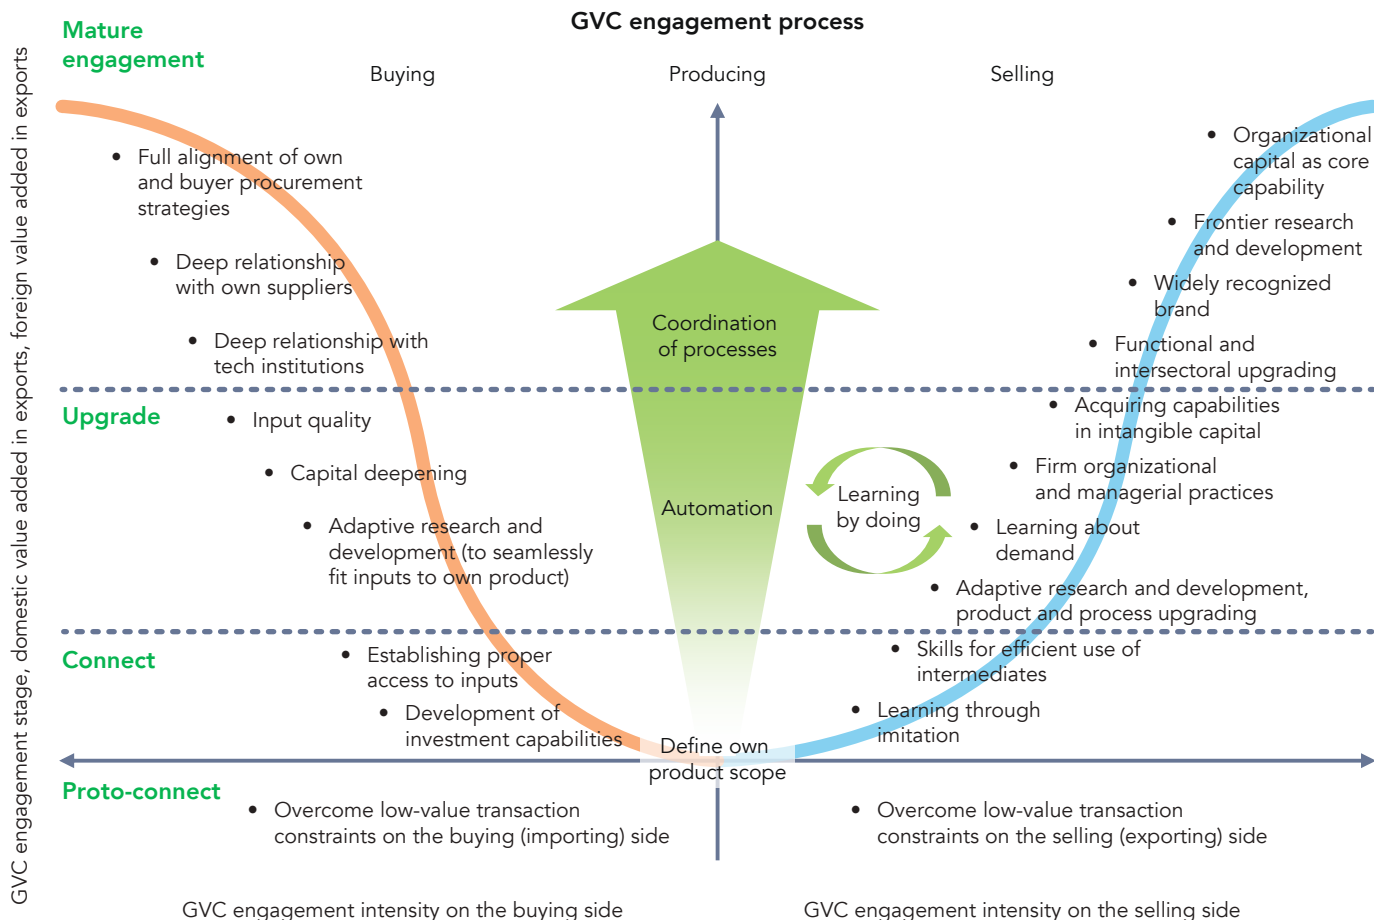 GVC engagement process
Mature
engagement
Buying
Producing
Selling
GVC engagement stage, domestic value added in exports, foreign value added in exports
• Full alignment of own
and buyer procurement
strategies
• Deep relationship
with own suppliers
• Deep relationship with
tech institutions
Coordination
of processes
• Organizational
capital as core
capability
• Frontier research
and development
• Widely recognized
brand
• Functional and
intersectoral upgrading
Upgrade
• Input quality
• Capital deepening
• Adaptive research and
development (to seamlessly
fit inputs to own product)
Automation
Learning
by doing
• Acquiring capabilities
in intangible capital
• Firm organizational
and managerial practices
• Learning about
demand
• Adaptive research and development,
product and process upgrading
Connect
• Establishing proper
access to inputs
• Development of
investment capabilities
Define own
product scope
• Skills for efficient use of
intermediates
• Learning through
imitation
Proto-connect
• Overcome low-value transaction
constraints on the buying (importing) side
• Overcome low-value transaction
constraints on the selling (exporting) side
GVC engagement intensity on the buying side
GVC engagement intensity on the selling side